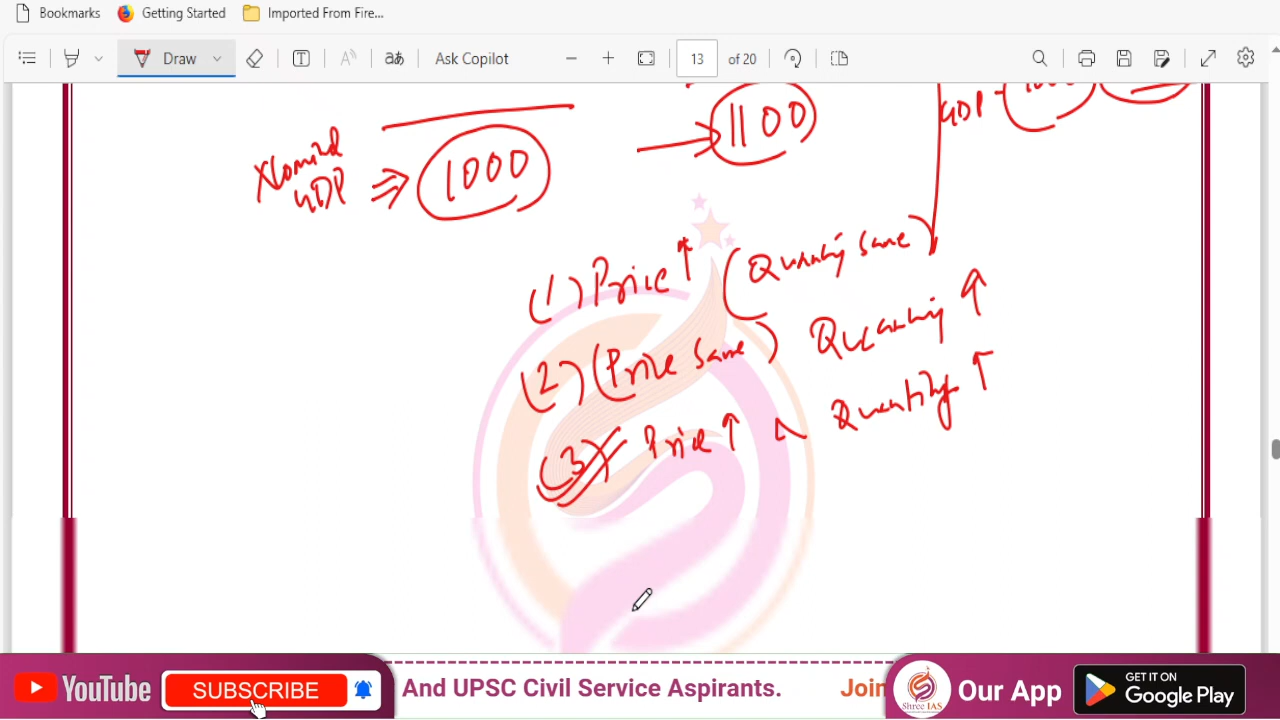 Bookmarks Getting Started Imported From Fire...
Draw Ask Copilot 13 of 20
GDP -
1100
Nominal
GDP ⇒ 1000
(1) Price ↑ (Quantity Same)
(2) (Price Same) Quantity ↑
(3) Price ↑ & Quantity ↑
YouTube SUBSCRIBE And UPSC Civil Service Aspirants. Join Shree IAS Our App GET IT ON Google Play